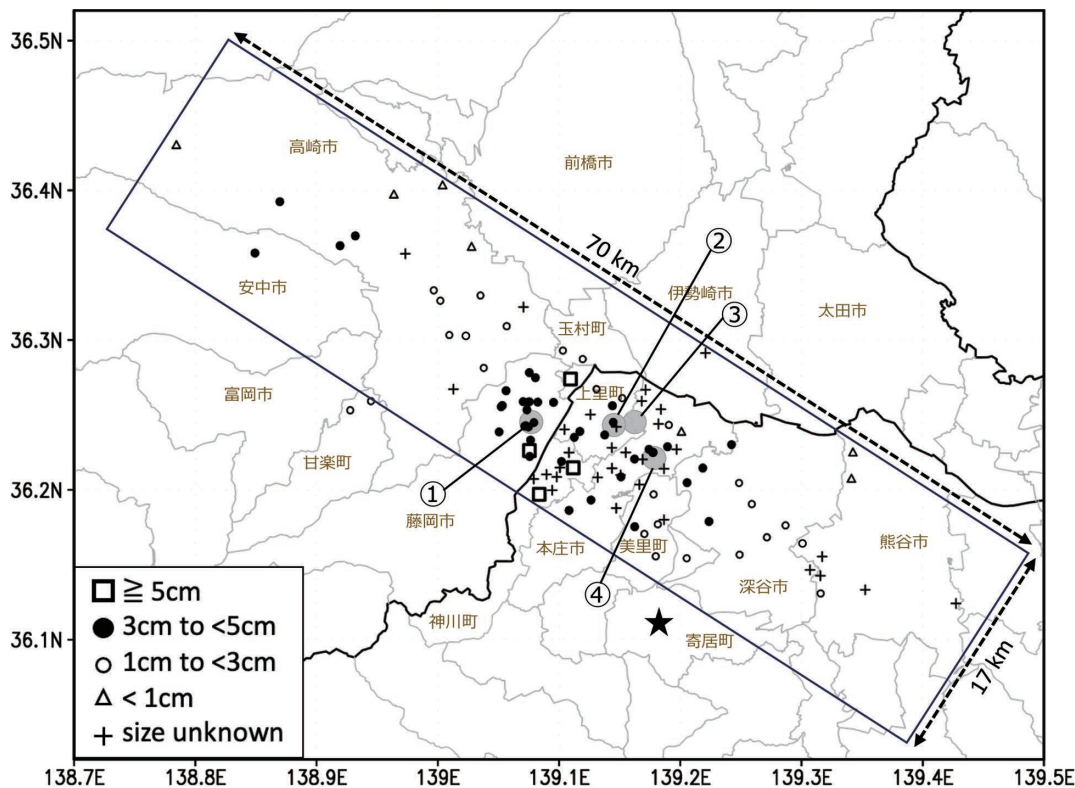 36.5N
36.4N
36.3N
36.2N
36.1N
高崎市
前橋市
70 km
②
伊勢崎市
③
太田市
安中市
玉村町
富岡市
上里町
甘楽町
①
藤岡市
本庄市
美里町
熊谷市
深谷市
④
神川町
寄居町
17 km
≧ 5cm
3cm to <5cm
1cm to <3cm
< 1cm
size unknown
138.7E 138.8E 138.9E 139E 139.1E 139.2E 139.3E 139.4E 139.5E